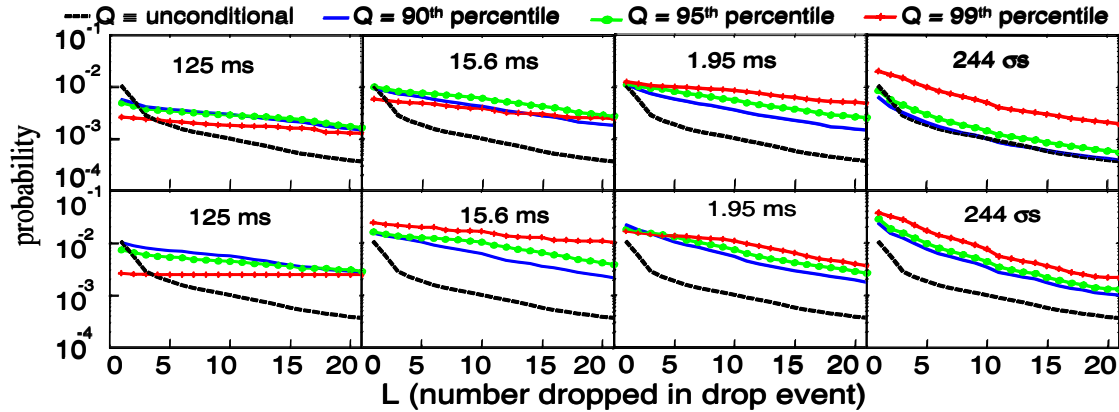 Q ≡ unconditional Q = 90th percentile Q = 95th percentile Q = 99th percentile
10-1
10-2
10-3
10-4
125 ms 15.6 ms 1.95 ms 244 σs
10-1
10-2
10-3
10-4
125 ms 15.6 ms 1.95 ms 244 σs
probability
0 5 10 15 20 0 5 10 15 20 0 5 10 15 20 0 5 10 15 20
L (number dropped in drop event)